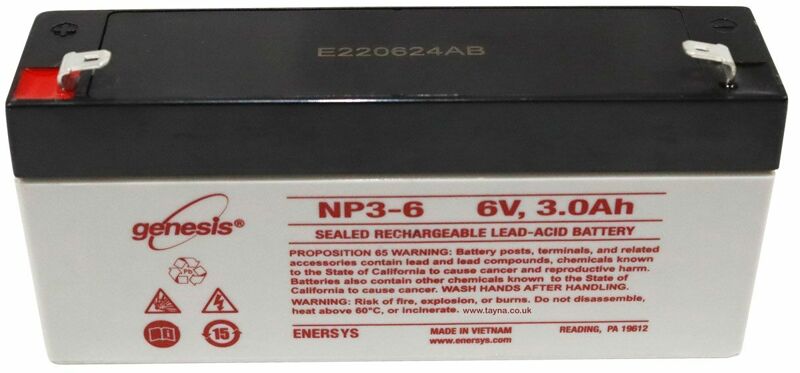 E220624AB
genesis®
NP3-6 6V, 3.0Ah
SEALED RECHARGEABLE LEAD-ACID BATTERY
PROPOSITION 65 WARNING: Battery posts, terminals, and related
accessories contain lead and lead compounds, chemicals known
to the State of California to cause cancer and reproductive harm.
Batteries also contain other chemicals known to the State
of California to cause cancer. WASH HANDS AFTER HANDLING.
WARNING: Risk of fire, explosion, or burns. Do not disassemble,
heat above 60°C, or incinerate. www.tayna.co.uk
Pb
15
ENERSYS
MADE IN VIETNAM
www.enersys.com
READING, PA 19612